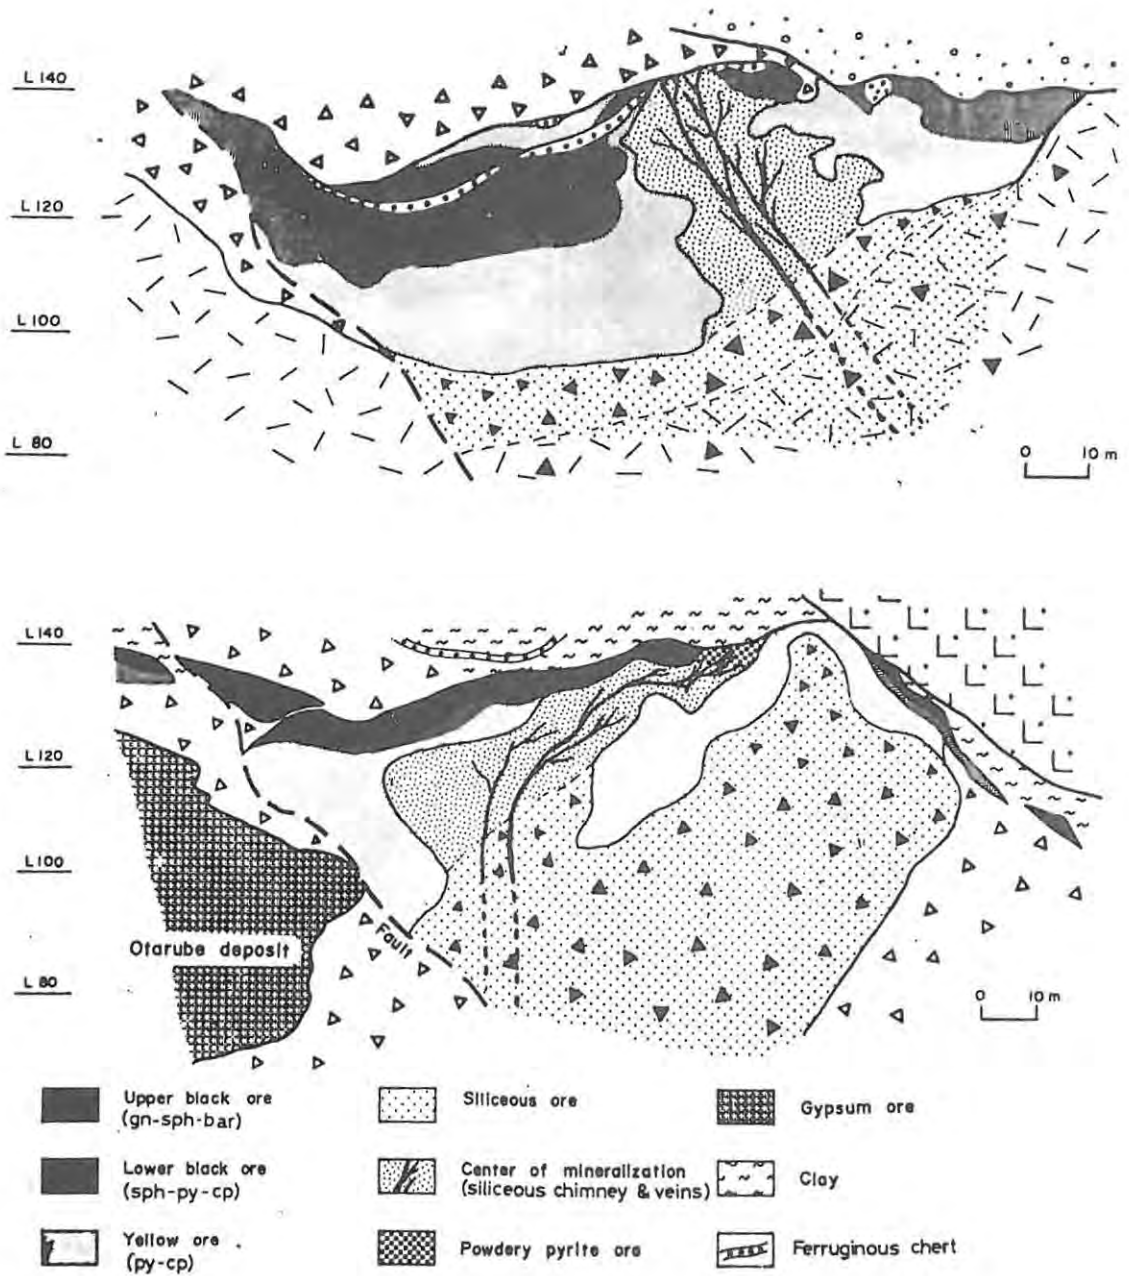 L 140
L 120
L 100
L 80
0 10 m
L 140
L 120
L 100
L 80
Otarube deposit
Fault
0 10 m
Upper black ore
(gn-sph-bar)
Lower black ore
(sph-py-cp)
Yellow ore
(py-cp)
Siliceous ore
Center of mineralization
(siliceous chimney & veins)
Powdery pyrite ore
Gypsum ore
Clay
Ferruginous chert